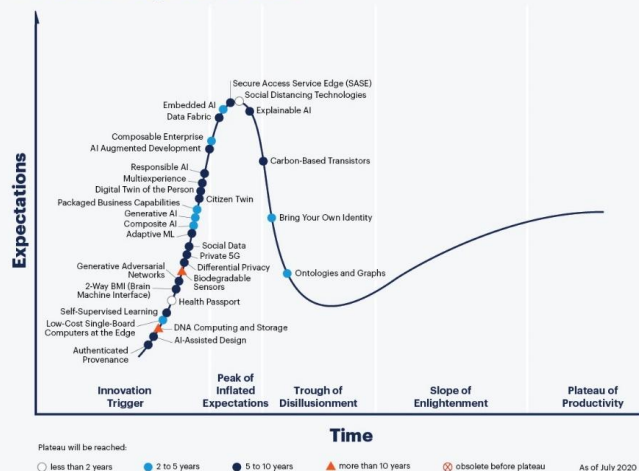 Expectations
Secure Access Service Edge (SASE)
Social Distancing Technologies
Embedded AI
Data Fabric
Explainable AI
Composable Enterprise
AI Augmented Development
Carbon-Based Transistors
Responsible AI
Multiexperience
Digital Twin of the Person
Citizen Twin
Packaged Business Capabilities
Generative AI
Bring Your Own Identity
Composite AI
Adaptive ML
Social Data
Private 5G
Differential Privacy
Generative Adversarial
Networks
Biodegradable
Sensors
Ontologies and Graphs
2-Way BMI (Brain
Machine Interface)
Health Passport
Self-Supervised Learning
Low-Cost Single-Board
Computers at the Edge
DNA Computing and Storage
AI-Assisted Design
Authenticated
Provenance
Innovation
Trigger
Peak of
Inflated
Expectations
Trough of
Disillusionment
Slope of
Enlightenment
Plateau of
Productivity
Time
Plateau will be reached:
less than 2 years
2 to 5 years
5 to 10 years
more than 10 years
obsolete before plateau
As of July 2020